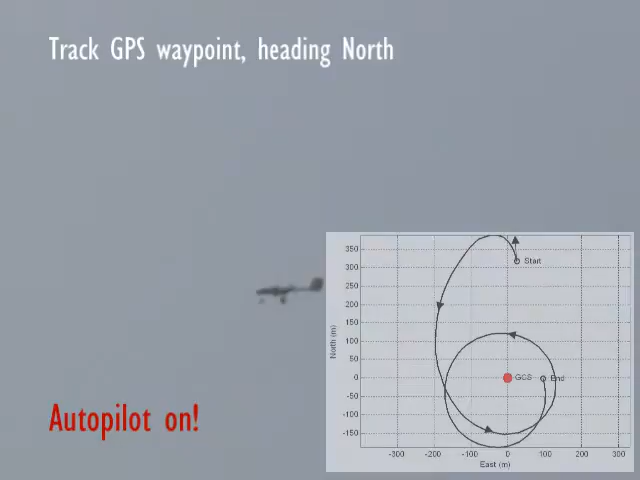 Track GPS waypoint, heading North
350
300
Start
250
200
150
100
50
0
GCS
End
-50
-100
-150
-300 -200 -100 0 100 200 300
North (m)
East (m)
Autopilot on!